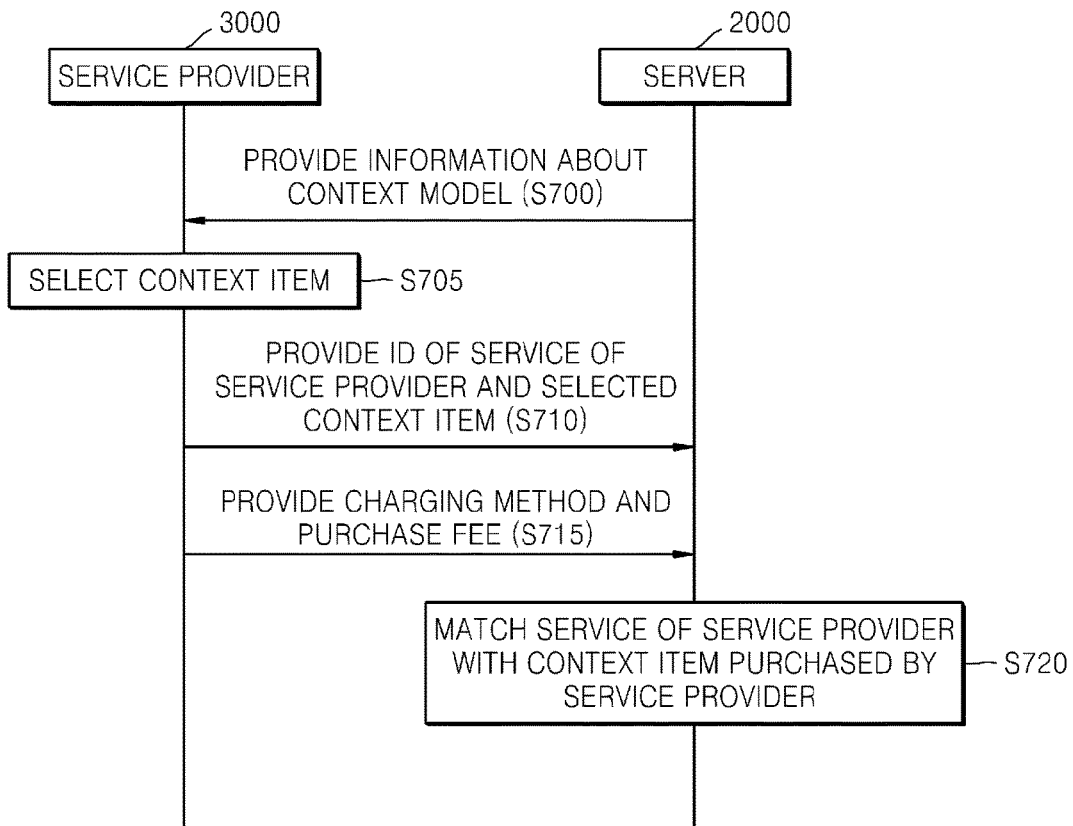 3000
2000
SERVICE PROVIDER
SERVER
PROVIDE INFORMATION ABOUT
CONTEXT MODEL (S700)
SELECT CONTEXT ITEM
S705
PROVIDE ID OF SERVICE OF
SERVICE PROVIDER AND SELECTED
CONTEXT ITEM (S710)
PROVIDE CHARGING METHOD AND
PURCHASE FEE (S715)
MATCH SERVICE OF SERVICE PROVIDER
WITH CONTEXT ITEM PURCHASED BY
SERVICE PROVIDER
S720